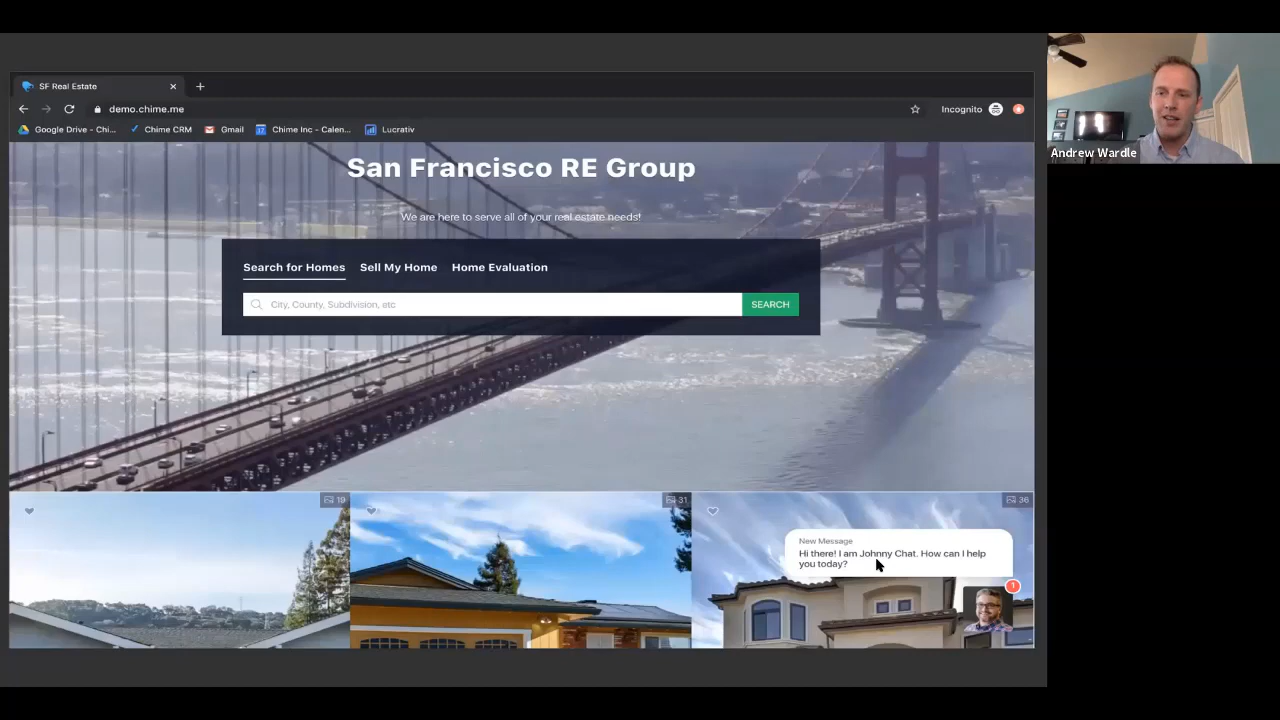 SF Real Estate
demo.chime.me
Incognito
Google Drive - Chi...
Chime CRM
Gmail
Chime Inc - Calen...
Lucrativ
Andrew Wardle
San Francisco RE Group
We are here to serve all of your real estate needs!
Search for Homes
Sell My Home
Home Evaluation
City, County, Subdivision, etc
SEARCH
19
31
36
New Message
Hi there! I am Johnny Chat. How can I help
you today?
1